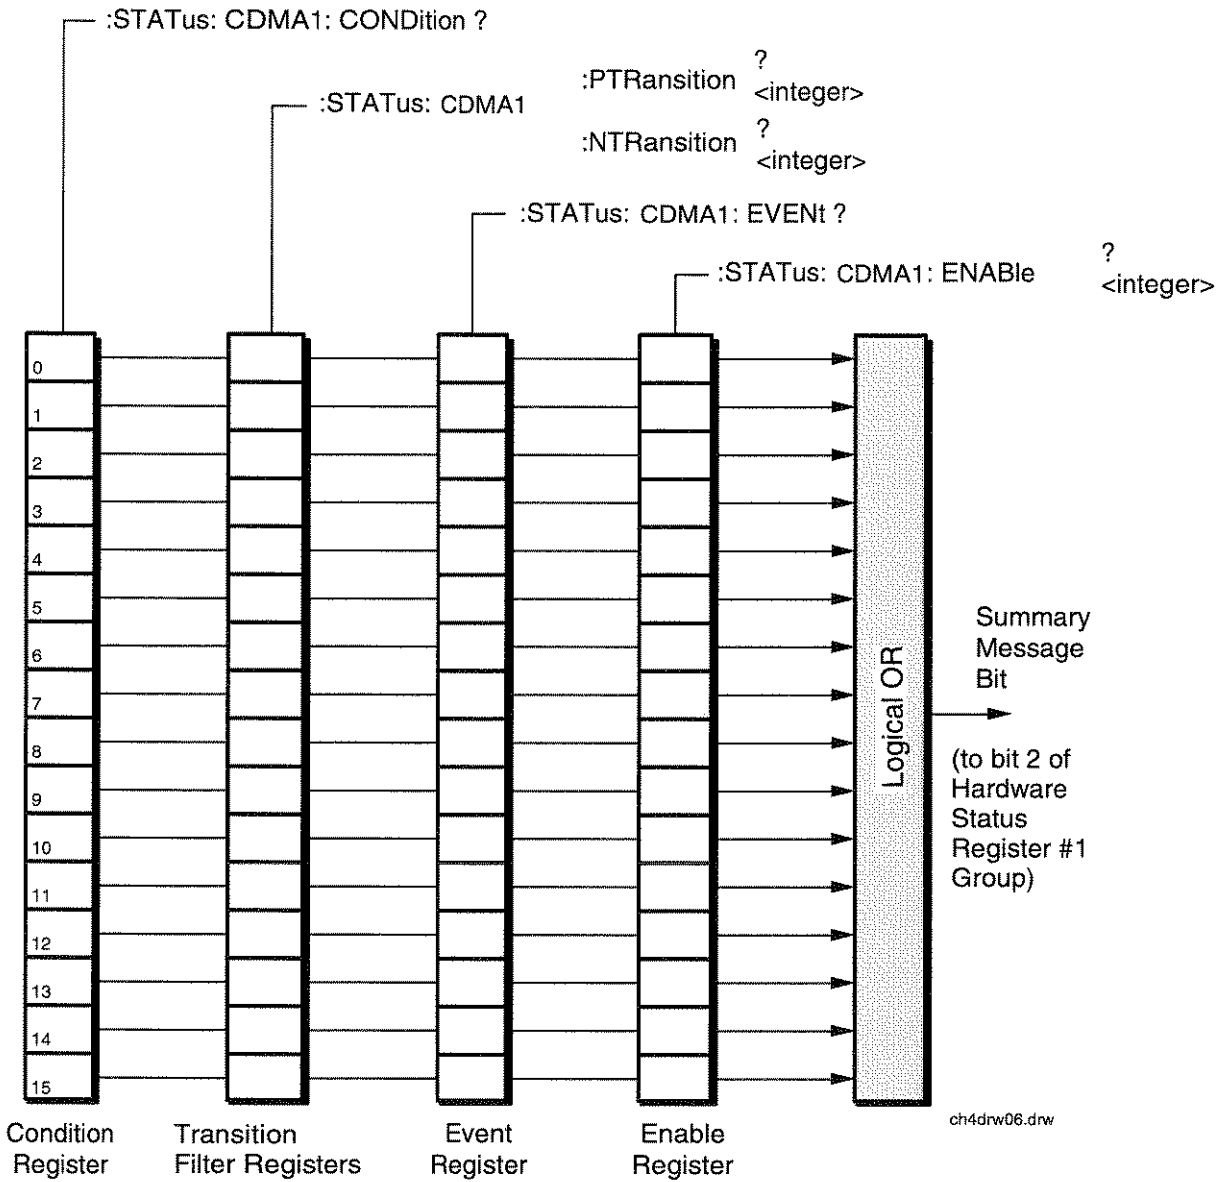 :STATus: CDMA1: CONDition ?
:STATus: CDMA1
:PTRansition
?
<integer>
:NTRansition
?
<integer>
:STATus: CDMA1: EVENt ?
:STATus: CDMA1: ENABle
?
<integer>
0
1
2
3
4
5
6
7
8
9
10
11
12
13
14
15
Logical OR
Summary
Message
Bit
(to bit 2 of
Hardware
Status
Register #1
Group)
ch4drw06.drw
Condition
Register
Transition
Filter Registers
Event
Register
Enable
Register